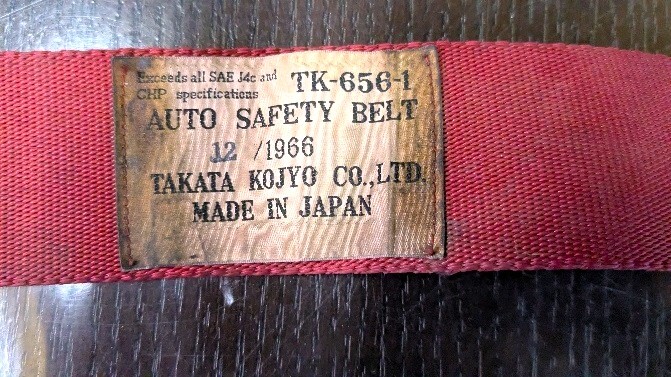 Exceeds all SAE J4c and
CHP specifications
TK-656-1
AUTO SAFETY BELT
12 /1966
TAKATA KOJYO CO.,LTD.
MADE IN JAPAN